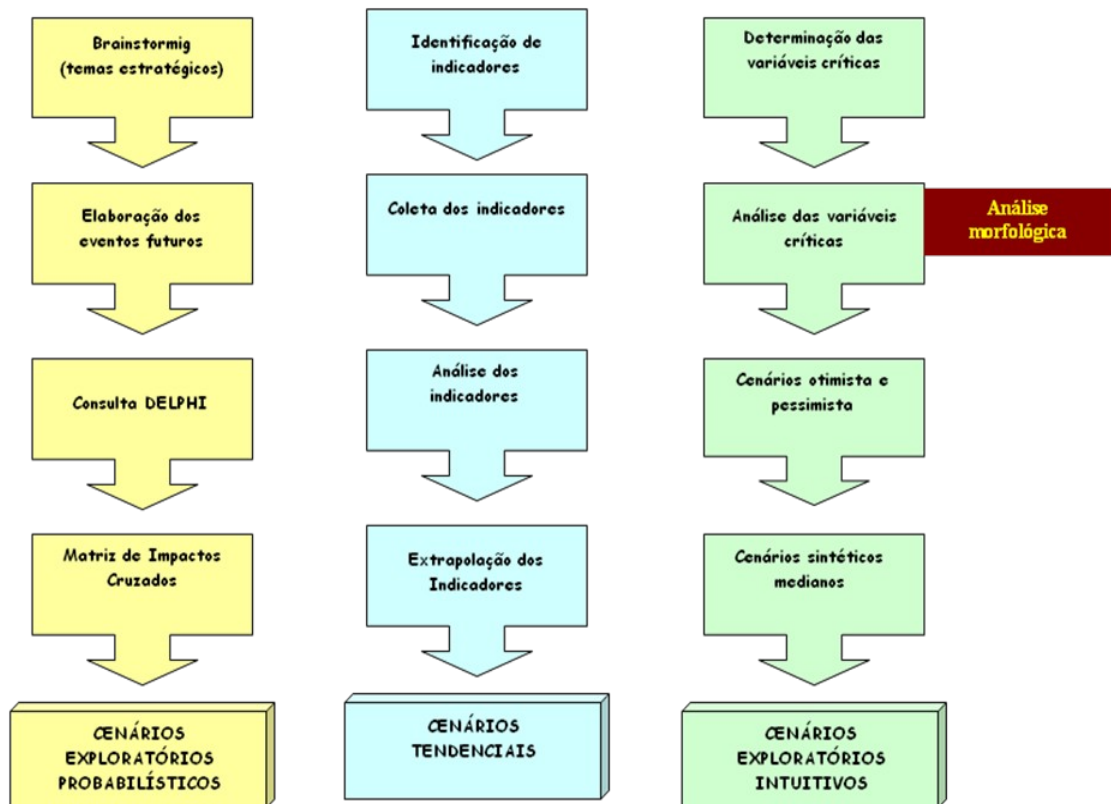 Brainstormig
(temas estratégicos)
Elaboração dos
eventos futuros
Consulta DELPHI
Matriz de Impactos
Cruzados
CENÁRIOS
EXPLORATÓRIOS
PROBABILÍSTICOS
Identificação de
indicadores
Coleta dos indicadores
Análise dos
indicadores
Extrapolação dos
Indicadores
CENÁRIOS
TENDENCIAIS
Determinação das
variáveis críticas
Análise das variáveis
críticas
Análise
morfológica
Cenários otimista e
pessimista
Cenários sintéticos
medianos
CENÁRIOS
EXPLORATÓRIOS
INTUITIVOS